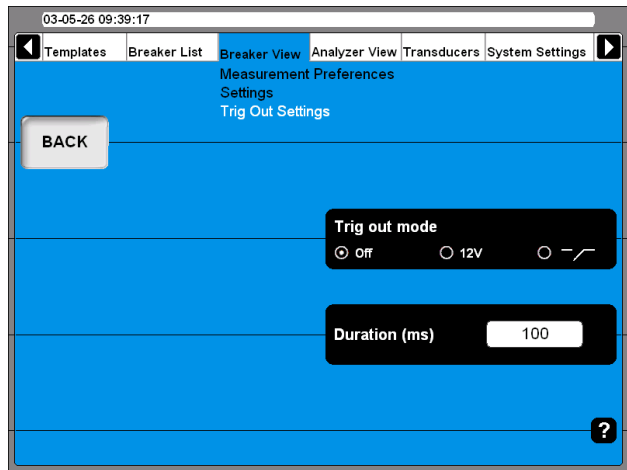 03-05-26 09:39:17
Templates Breaker List Breaker View Analyzer View Transducers System Settings
Measurement Preferences
Settings
Trig Out Settings
BACK
Trig out mode
Off 12V
Duration (ms) 100
?